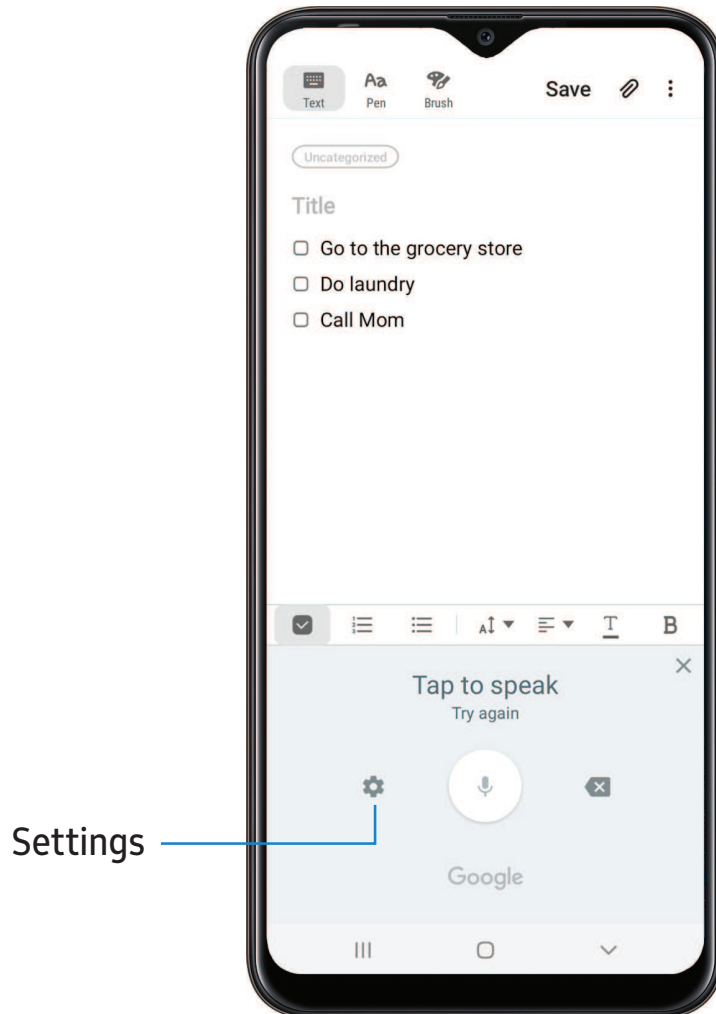 Text
Aa
Pen
Brush
Save
Uncategorized
Title
Go to the grocery store
Do laundry
Call Mom
A
T
B
Tap to speak
Try again
Settings
Google